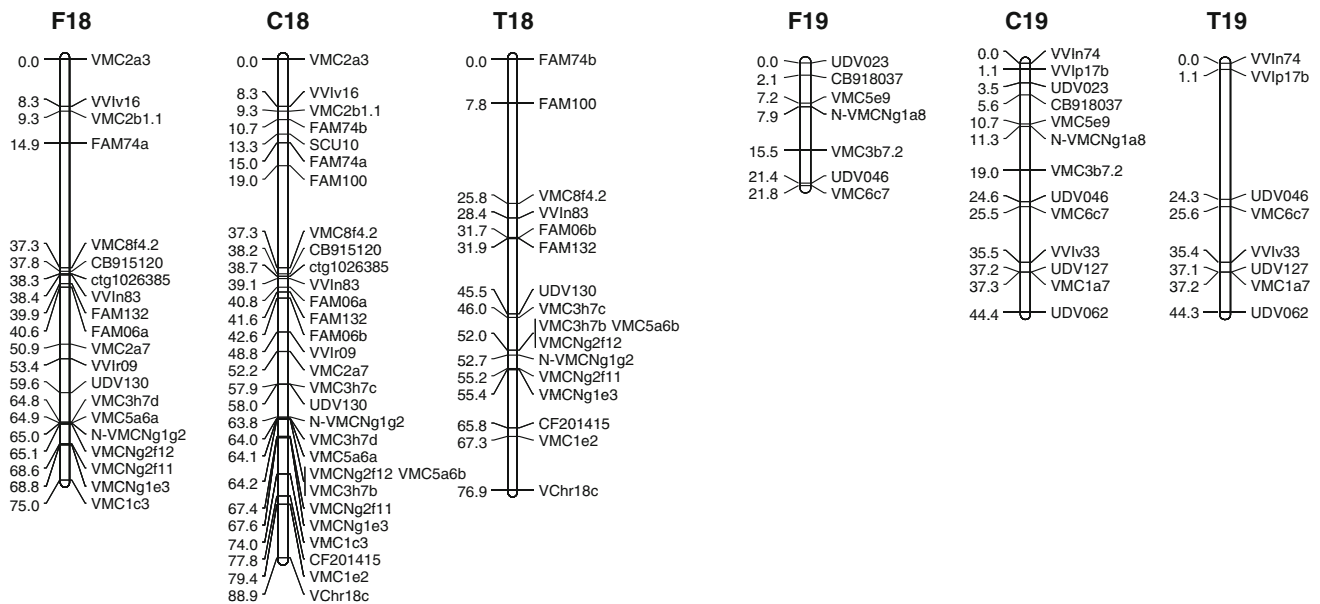 F18
0.0 VMC2a3
8.3 VVIv16
9.3 VMC2b1.1
14.9 FAM74a
37.3 VMC8f4.2
37.8 CB915120
38.3 ctg1026385
38.4 VVIn83
39.9 FAM132
40.6 FAM06a
50.9 VMC2a7
53.4 VVIr09
59.6 UDV130
64.8 VMC3h7d
64.9 VMC5a6a
65.0 N-VMCNg1g2
65.1 VMCNg2f12
68.6 VMCNg2f11
68.8 VMCNg1e3
75.0 VMC1c3
C18
0.0 VMC2a3
8.3 VVIv16
9.3 VMC2b1.1
10.7 FAM74b
13.3 SCU10
15.0 FAM74a
19.0 FAM100
37.3 VMC8f4.2
38.2 CB915120
38.7 ctg1026385
39.1 VVIn83
40.8 FAM06a
41.6 FAM132
42.6 FAM06b
48.8 VVIr09
52.2 VMC2a7
57.9 VMC3h7c
58.0 UDV130
63.8 N-VMCNg1g2
64.0 VMC3h7d
64.1 VMC5a6a
64.2 VMCNg2f12 VMC5a6b
VMC3h7b
67.4 VMCNg2f11
67.6 VMCNg1e3
74.0 VMC1c3
77.8 CF201415
79.4 VMC1e2
88.9 VChr18c
T18
0.0 FAM74b
7.8 FAM100
25.8 VMC8f4.2
28.4 VVIn83
31.7 FAM06b
31.9 FAM132
45.5 UDV130
46.0 VMC3h7c
52.0 VMC3h7b VMC5a6b
VMCNg2f12
52.7 N-VMCNg1g2
55.2 VMCNg2f11
55.4 VMCNg1e3
65.8 CF201415
67.3 VMC1e2
76.9 VChr18c
F19
0.0 UDV023
2.1 CB918037
7.2 VMC5e9
7.9 N-VMCNg1a8
15.5 VMC3b7.2
21.4 UDV046
21.8 VMC6c7
C19
0.0 VVIn74
1.1 VVIp17b
3.5 UDV023
5.6 CB918037
10.7 VMC5e9
11.3 N-VMCNg1a8
19.0 VMC3b7.2
24.6 UDV046
25.5 VMC6c7
35.5 VVIv33
37.2 UDV127
37.3 VMC1a7
44.4 UDV062
T19
0.0 VVIn74
1.1 VVIp17b
24.3 UDV046
25.6 VMC6c7
35.4 VVIv33
37.1 UDV127
37.2 VMC1a7
44.3 UDV062